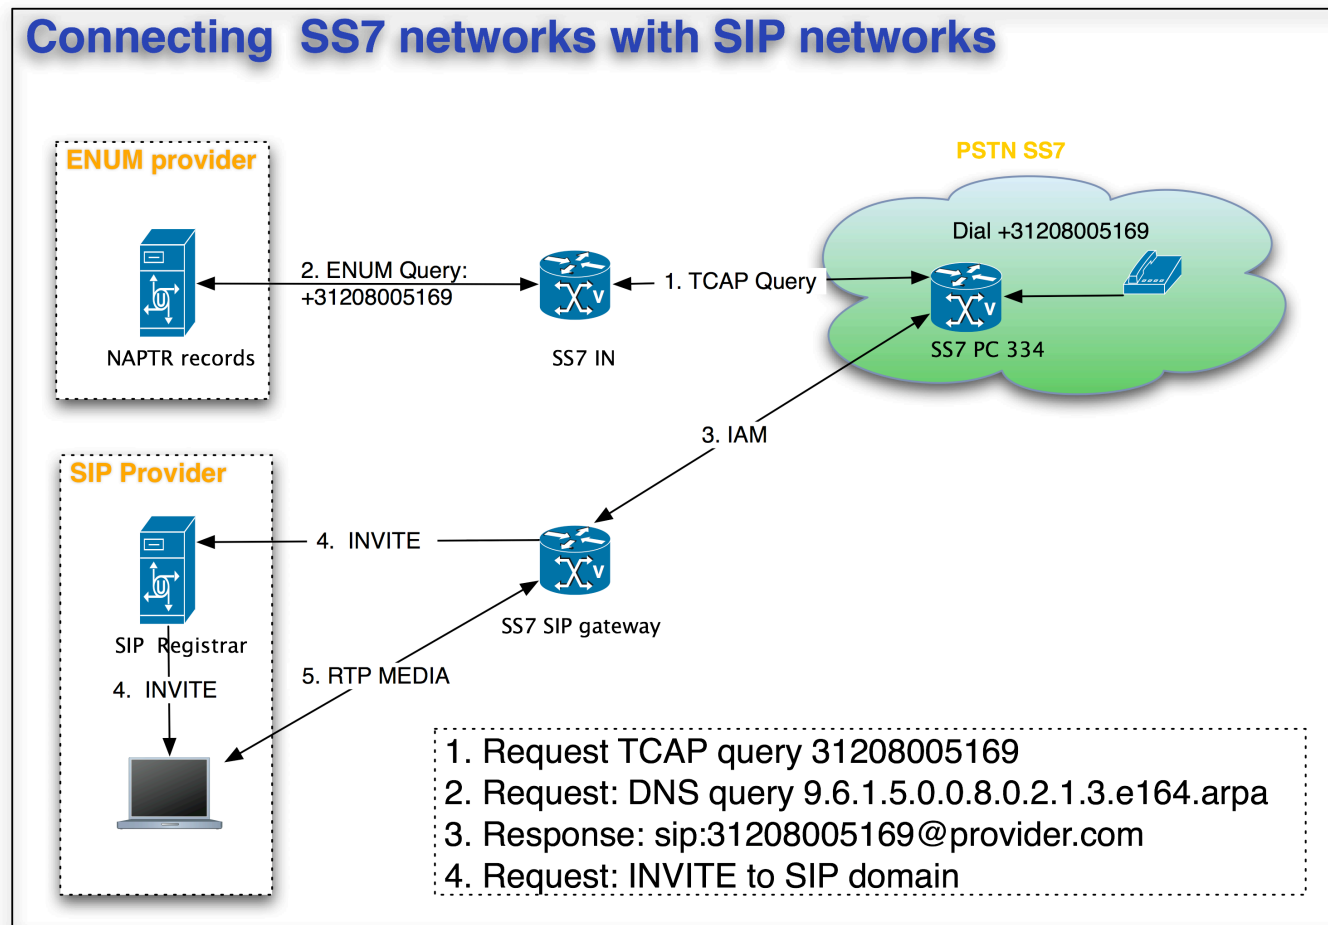 Connecting SS7 networks with SIP networks
ENUM provider
PSTN SS7
Dial +31208005169
2. ENUM Query:
+31208005169
1. TCAP Query
NAPTR records
SS7 IN
SS7 PC 334
3. IAM
SIP Provider
4. INVITE
SS7 SIP gateway
SIP Registrar
5. RTP MEDIA
4. INVITE
1. Request TCAP query 31208005169
2. Request: DNS query 9.6.1.5.0.0.8.0.2.1.3.e164.arpa
3. Response: sip:31208005169@provider.com
4. Request: INVITE to SIP domain
U
V
V
U
V